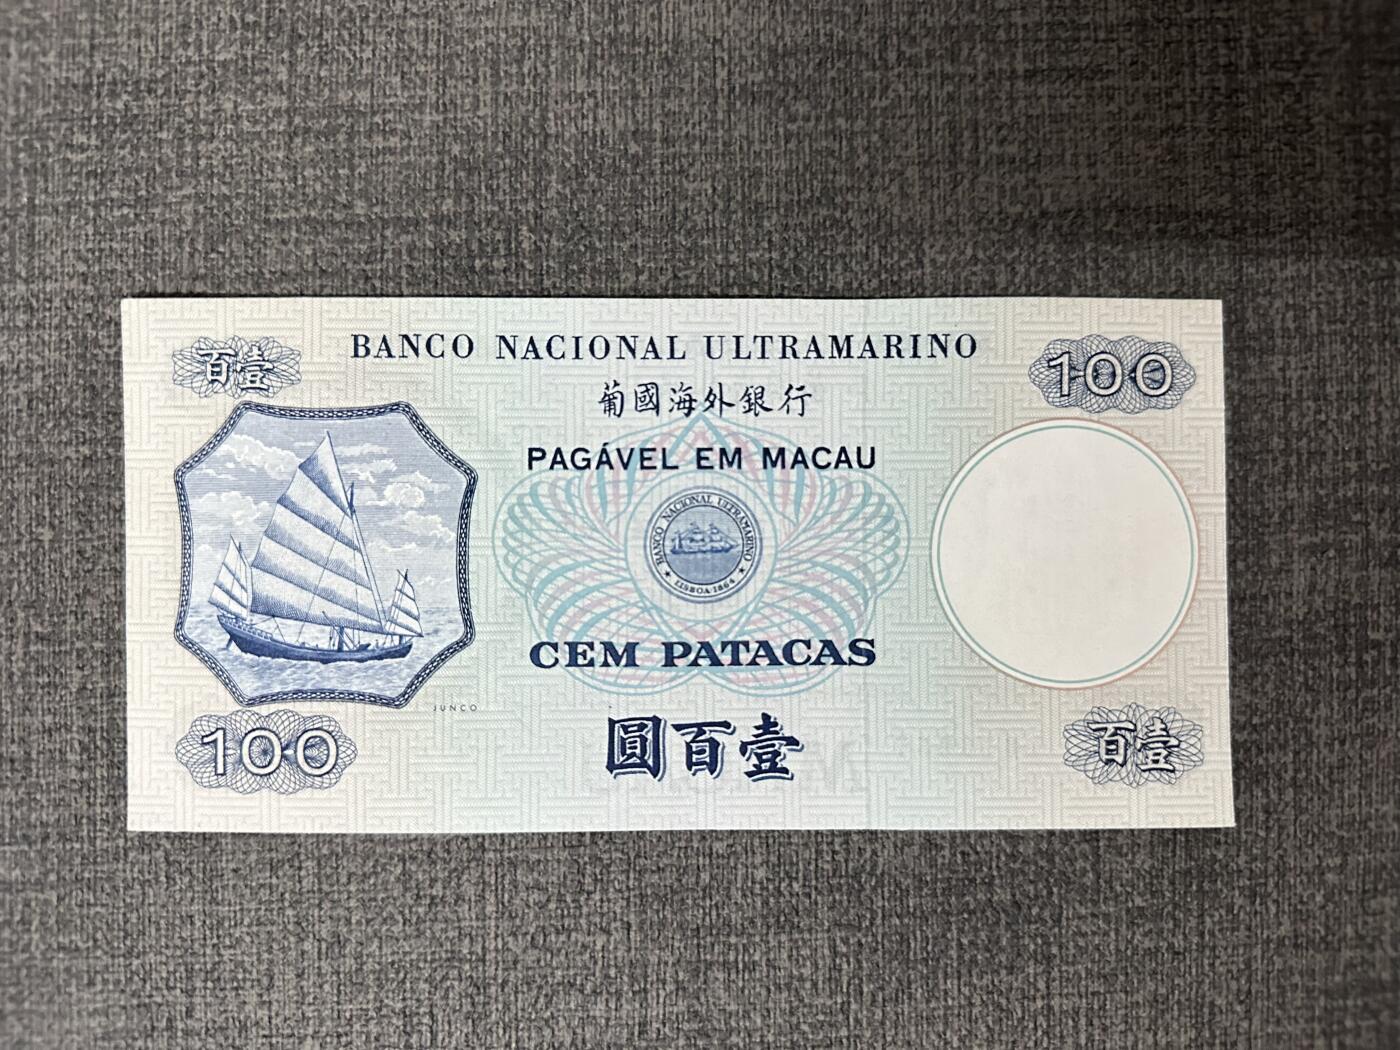 BANCO NACIONAL ULTRAMARINO
百壹
100
葡國海外銀行
PAGÁVEL EM MACAU
BANCO NACIONAL ULTRAMARINO
LISBOA 1864
CEM PATACAS
JUNCO
100
圓百壹
百壹